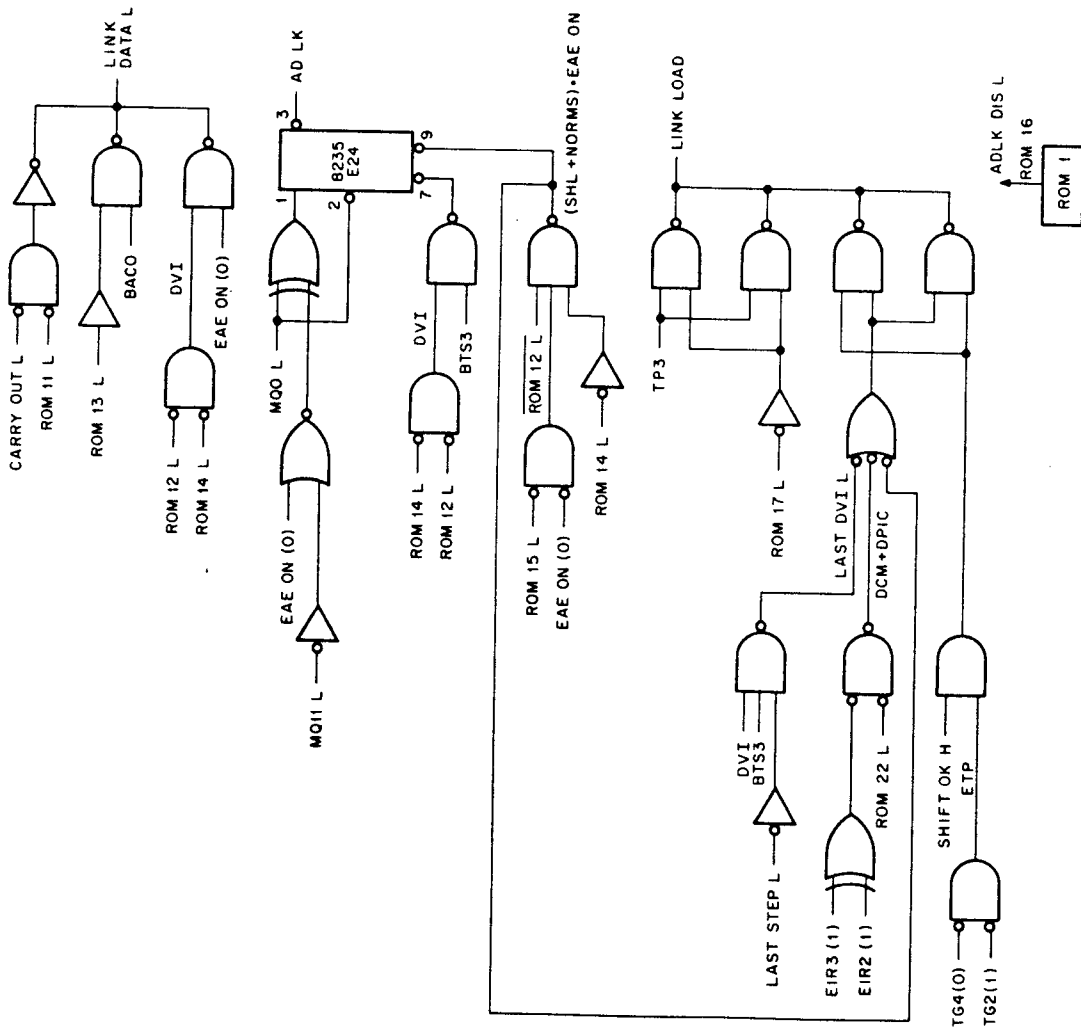 CARRY OUT L
ROM 11 L
ROM 13 L
BACO
ROM 12 L
ROM 14 L
DVI
EAE ON (0)
LINK
DATA L
EAE ON (0)
MQ11 L
MQ0 L
1
2
B235
E24
3
AD LK
7
9
ROM 14 L
ROM 12 L
DVI
BTS3
ROM 15 L
EAE ON (0)
ROM 12 L
ROM 14 L
(SHL + NORMS) • EAE ON
TP3
ROM 17 L
LINK LOAD
DVI
BTS3
LAST STEP L
LAST DVI L
EIR3 (1)
EIR2 (1)
ROM 22 L
DCM+DPIC
SHIFT OK H
ETP
TG4(0)
TG2(1)
ADLK DIS L
ROM 16
ROM 1